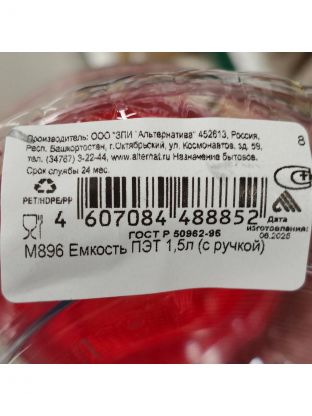 Производитель: ООО "ЗПИ "Альтернатива" 452613, Россия,
Респ. Башкортостан, г.Октябрьский, ул. Космонавтов, зд. 59,
тел. (34767) 3-22-44, www.alternat.ru Назначение бытовое.
Срок службы 24 мес.
8
PET/HDPE/PP
4 607084 488852
ГОСТ Р 50962-96
Дата
изготовления:
06.2025
М896 Емкость ПЭТ 1,5л (с ручкой)